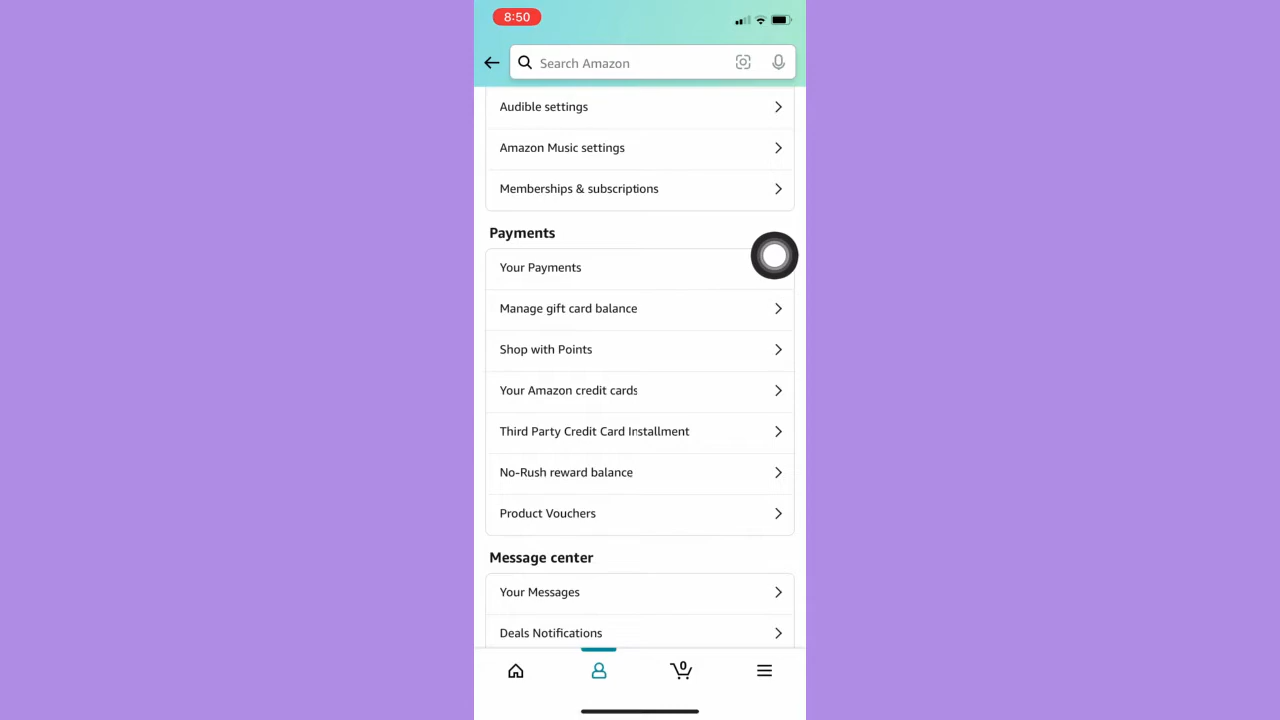 8:50
Search Amazon
Audible settings
Amazon Music settings
Memberships & subscriptions
Payments
Your Payments
Manage gift card balance
Shop with Points
Your Amazon credit cards
Third Party Credit Card Installment
No-Rush reward balance
Product Vouchers
Message center
Your Messages
Deals Notifications
0